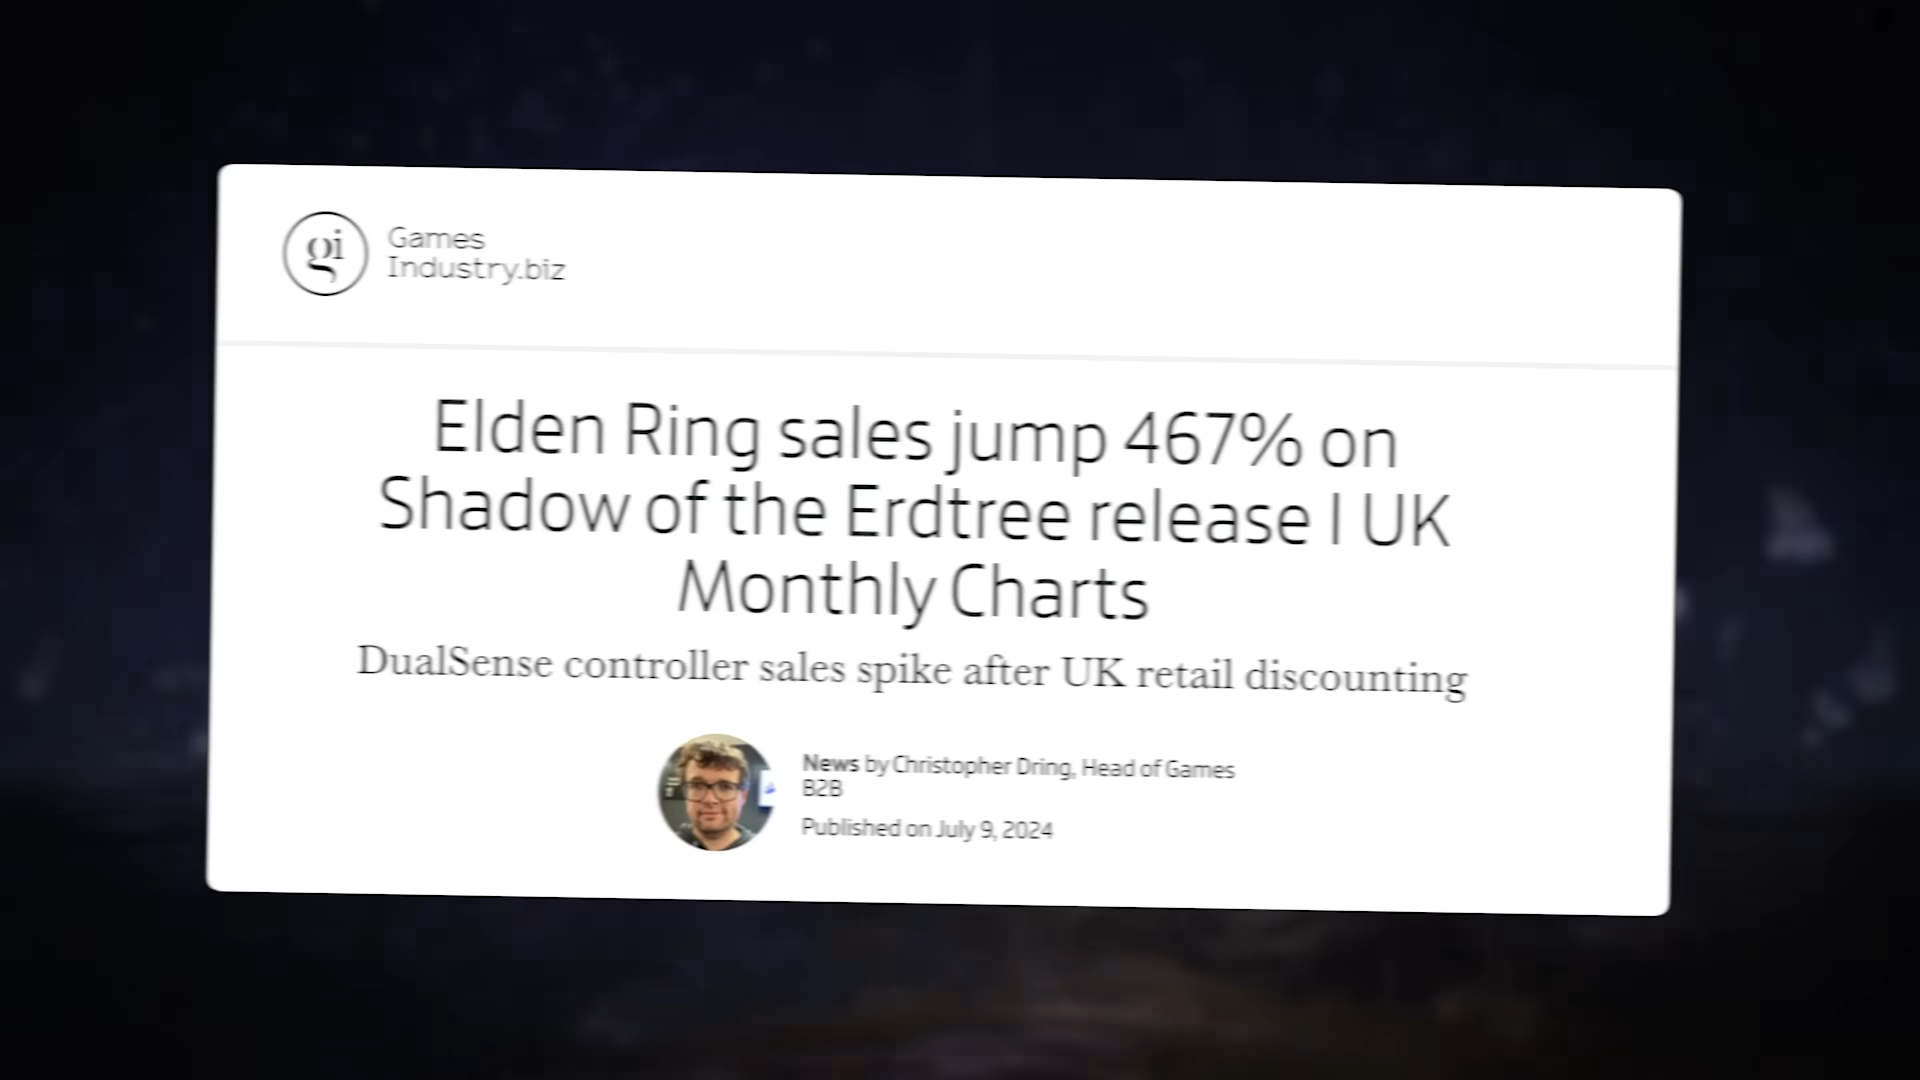 gi
Games
Industry.biz
Elden Ring sales jump 467% on
Shadow of the Erdtree release | UK
Monthly Charts
DualSense controller sales spike after UK retail discounting
News by Christopher Dring, Head of Games
B2B
Published on July 9, 2024